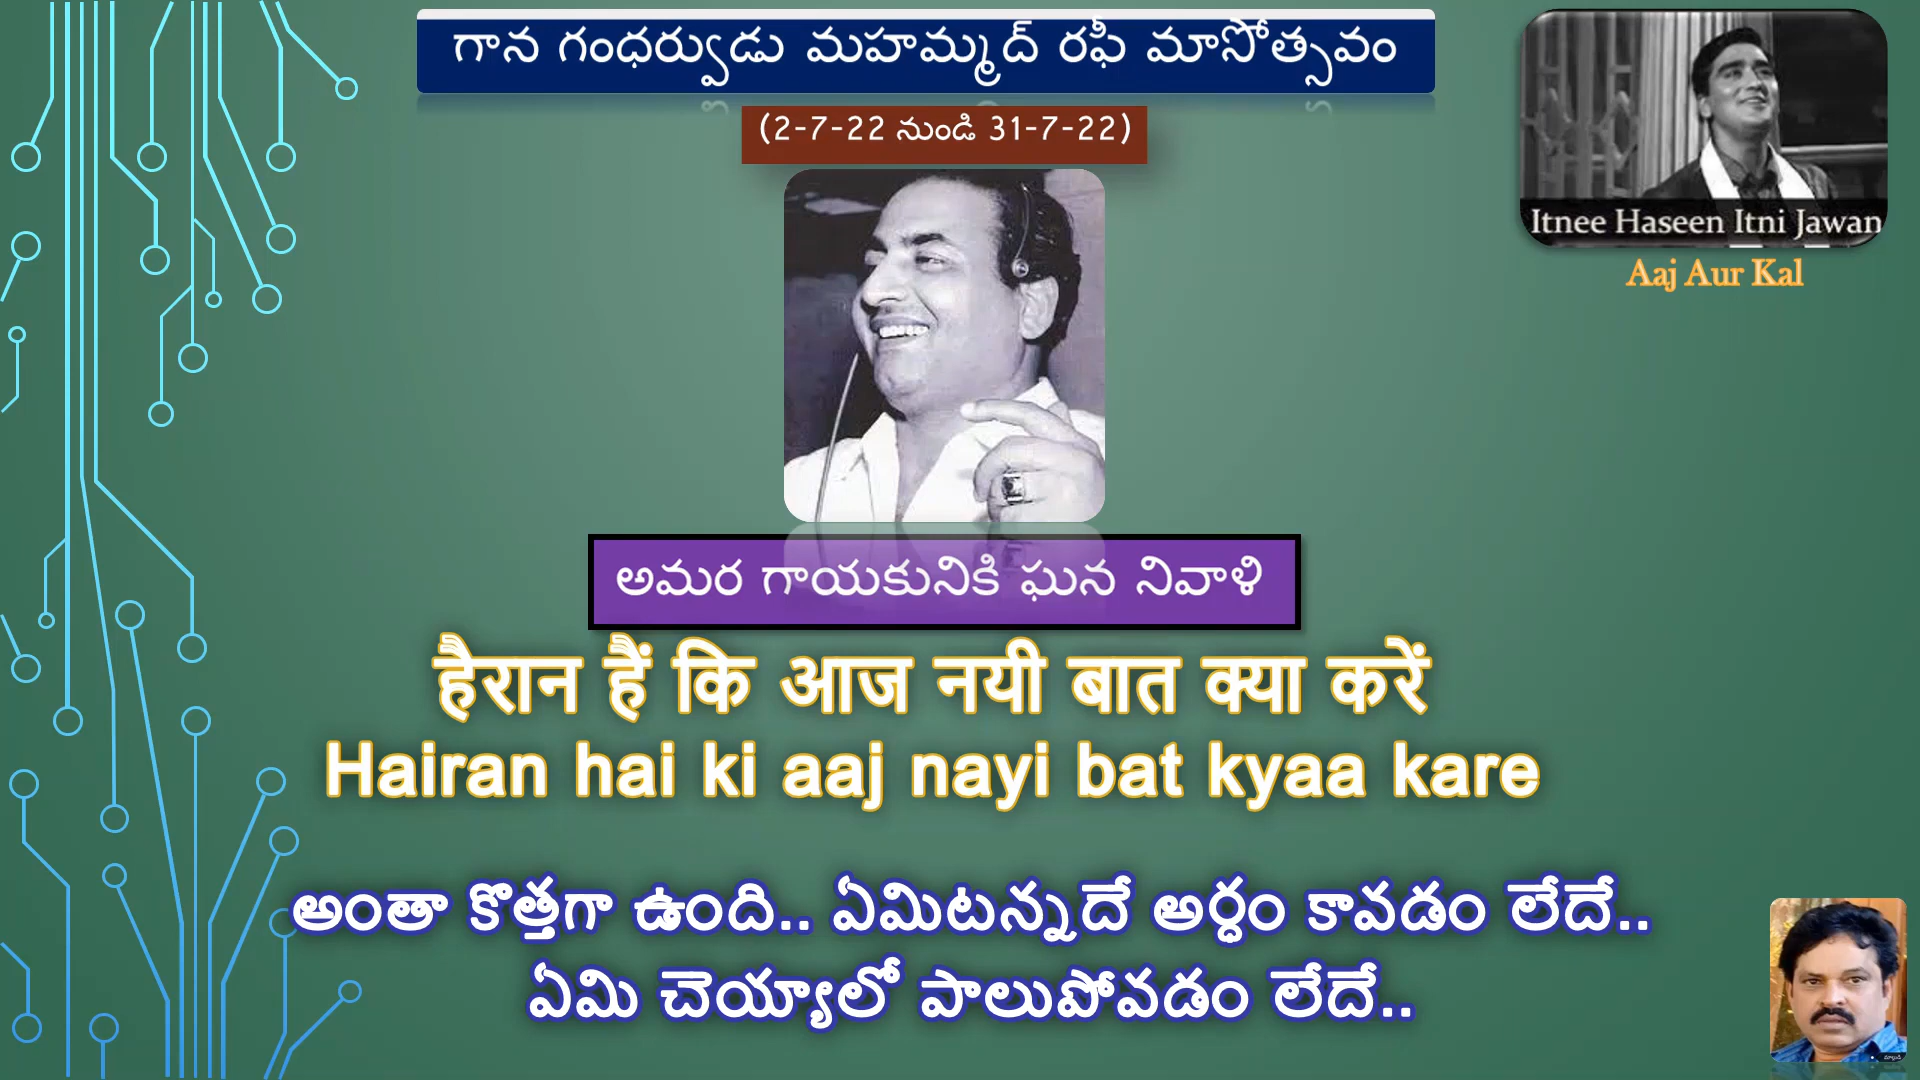 గాన గంధర్వుడు మహమ్మద్ రఫీ మాసోత్సవం
(2-7-22 నుండి 31-7-22)
Itnee Haseen Itni Jawan
Aaj Aur Kal
అమర గాయకునికి ఘన నివాళి
हैरान हैं कि आज नयी बात क्या करें
Hairan hai ki aaj nayi bat kyaa kare
అంతా కొత్తగా ఉంది.. ఏమిటన్నదే అర్దం కావడం లేదే..
ఏమి చెయ్యాలో పాలుపోవడం లేదే..